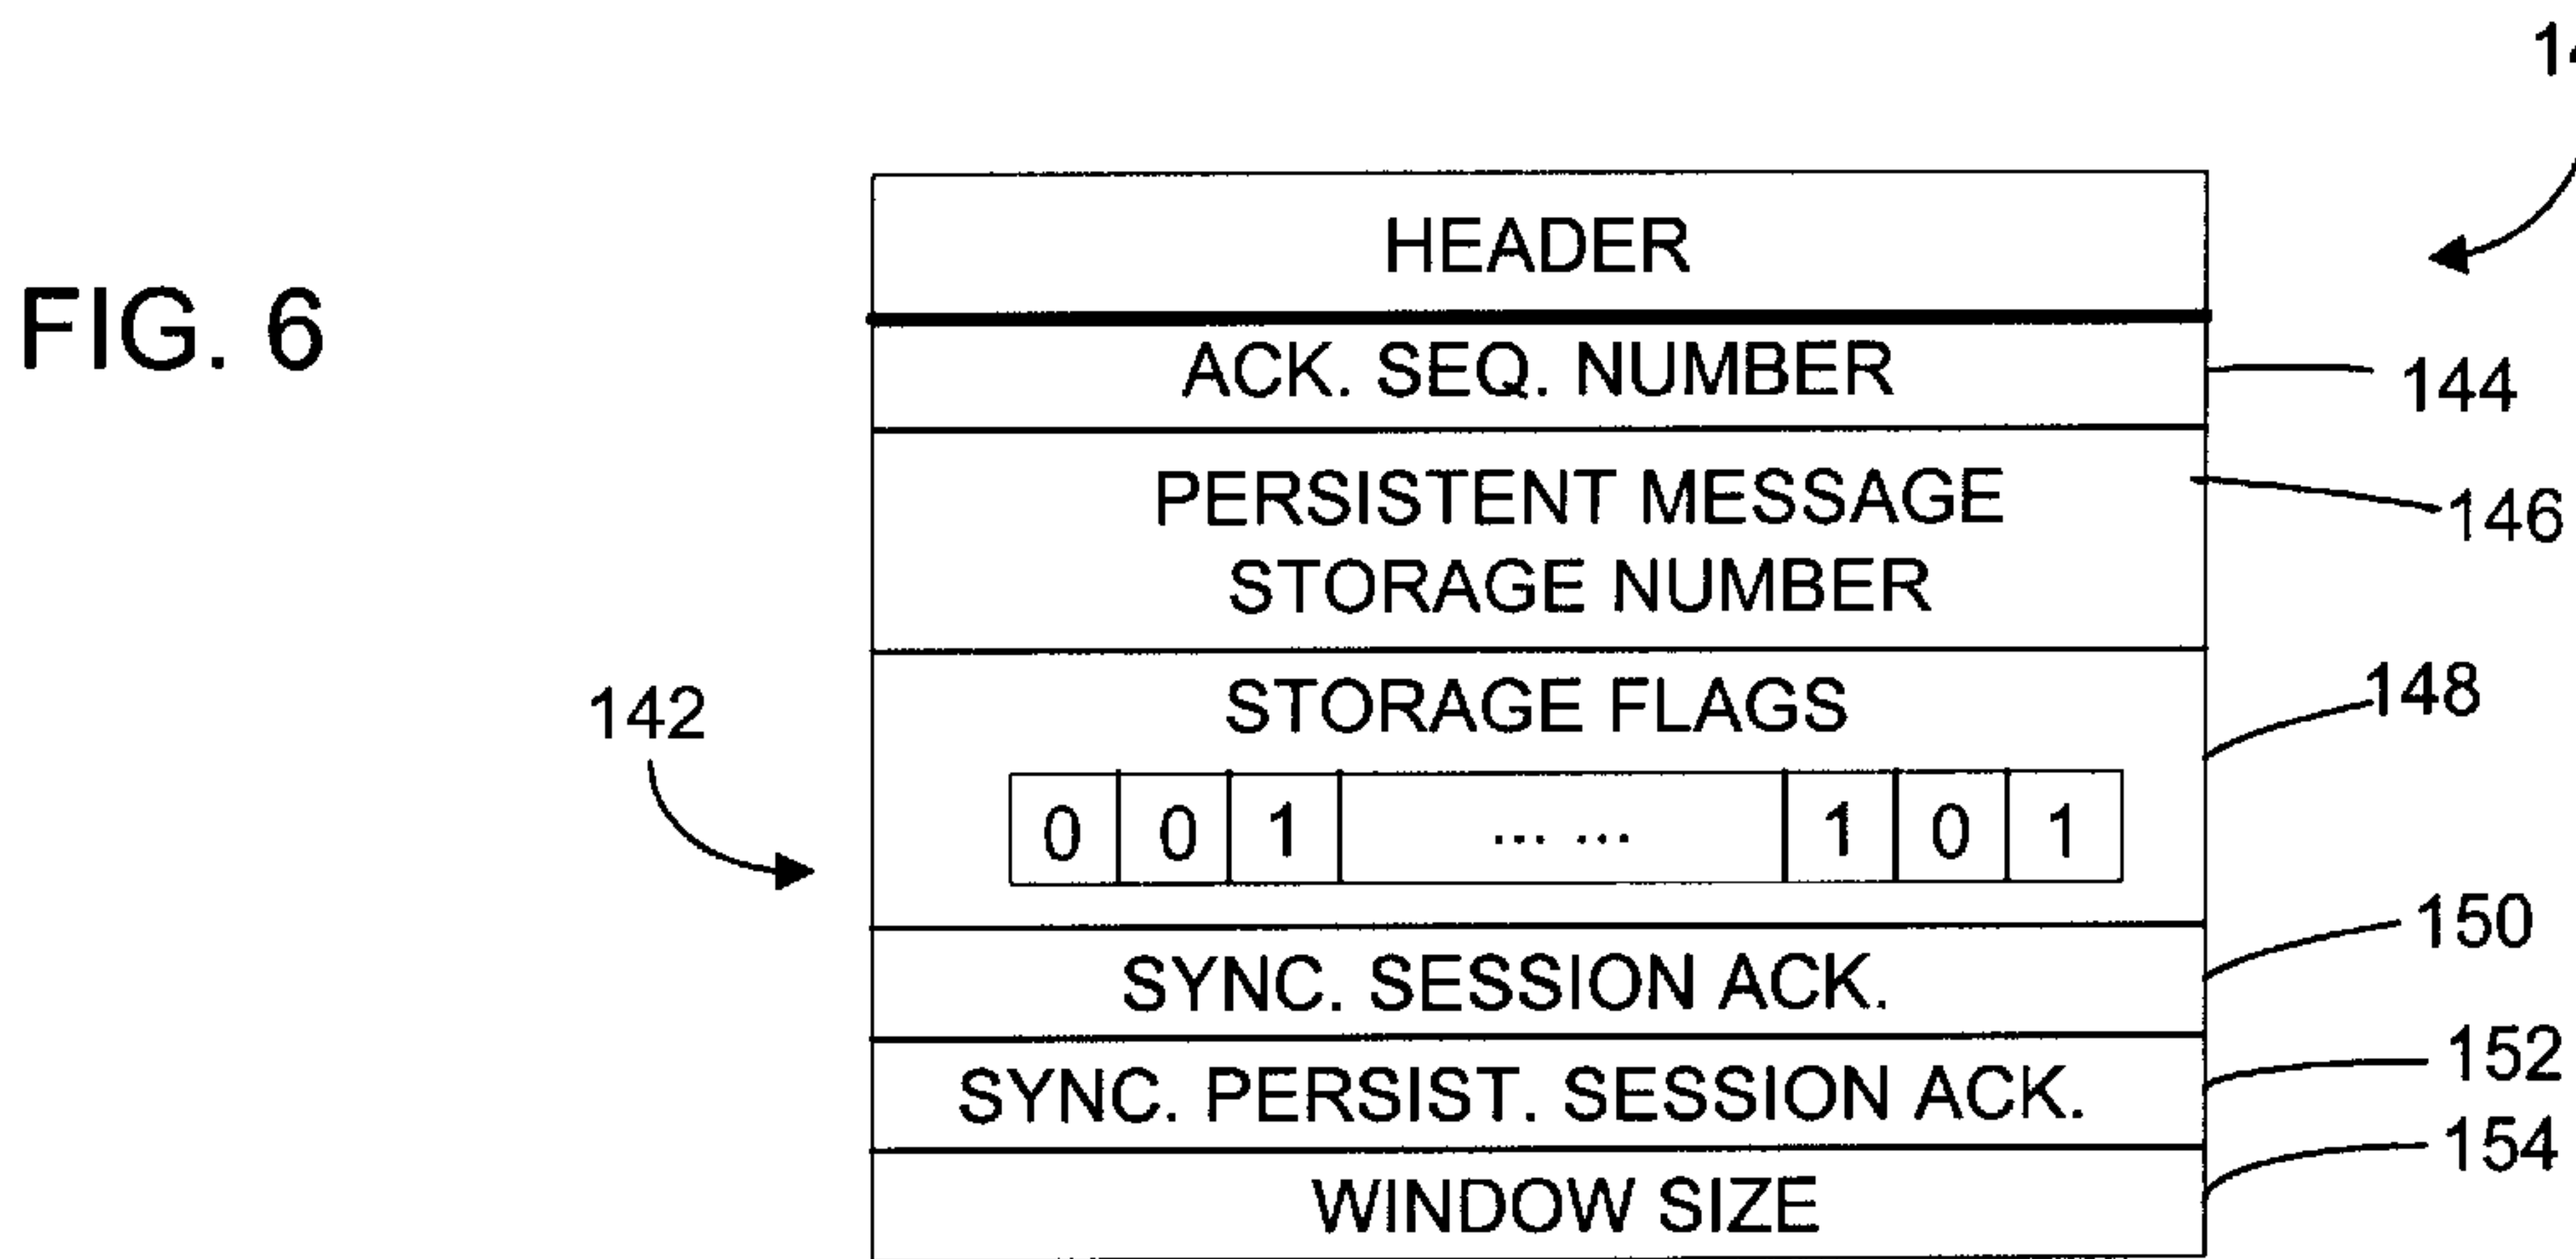 FIG. 6
HEADER
ACK. SEQ. NUMBER
144
PERSISTENT MESSAGE
STORAGE NUMBER
146
STORAGE FLAGS
148
142
0 0 1 ... ... 1 0 1
SYNC. SESSION ACK.
150
SYNC. PERSIST. SESSION ACK.
152
WINDOW SIZE
154